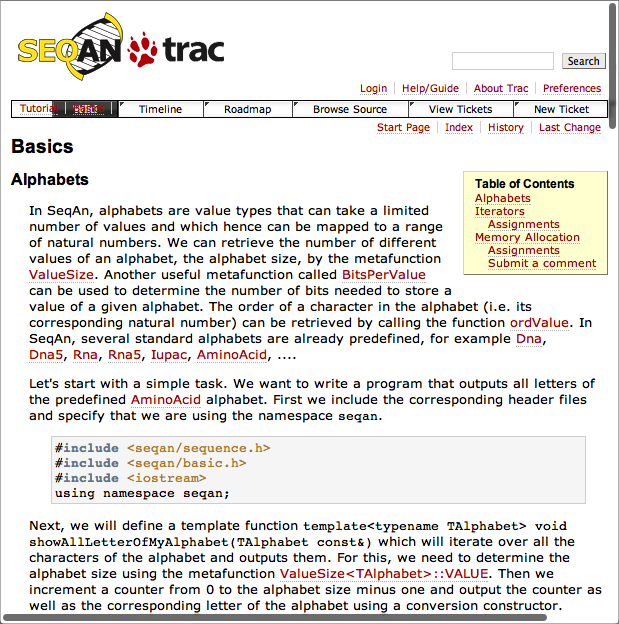 SEQAN trac
Search
Login Help/Guide About Trac Preferences
Tutorial Wiki Timeline Roadmap Browse Source View Tickets New Ticket
Start Page Index History Last Change
Basics
Alphabets
Table of Contents
Alphabets
Iterators
Assignments
Memory Allocation
Assignments
Submit a comment
In SeqAn, alphabets are value types that can take a limited
number of values and which hence can be mapped to a range
of natural numbers. We can retrieve the number of different
values of an alphabet, the alphabet size, by the metafunction
ValueSize. Another useful metafunction called BitsPerValue
can be used to determine the number of bits needed to store a
value of a given alphabet. The order of a character in the alphabet (i.e. its
corresponding natural number) can be retrieved by calling the function ordValue. In
SeqAn, several standard alphabets are already predefined, for example Dna,
Dna5, Rna, Rna5, Iupac, AminoAcid, ....
Let's start with a simple task. We want to write a program that outputs all letters of
the predefined AminoAcid alphabet. First we include the corresponding header files
and specify that we are using the namespace seqan.
#include <seqan/sequence.h>
#include <seqan/basic.h>
#include <iostream>
using namespace seqan;
Next, we will define a template function template<typename TAlphabet> void
showAllLetterOfMyAlphabet(TAlphabet const&) which will iterate over all the
characters of the alphabet and outputs them. For this, we need to determine the
alphabet size using the metafunction ValueSize<TAlphabet>::VALUE. Then we
increment a counter from 0 to the alphabet size minus one and output the counter as
well as the corresponding letter of the alphabet using a conversion constructor.